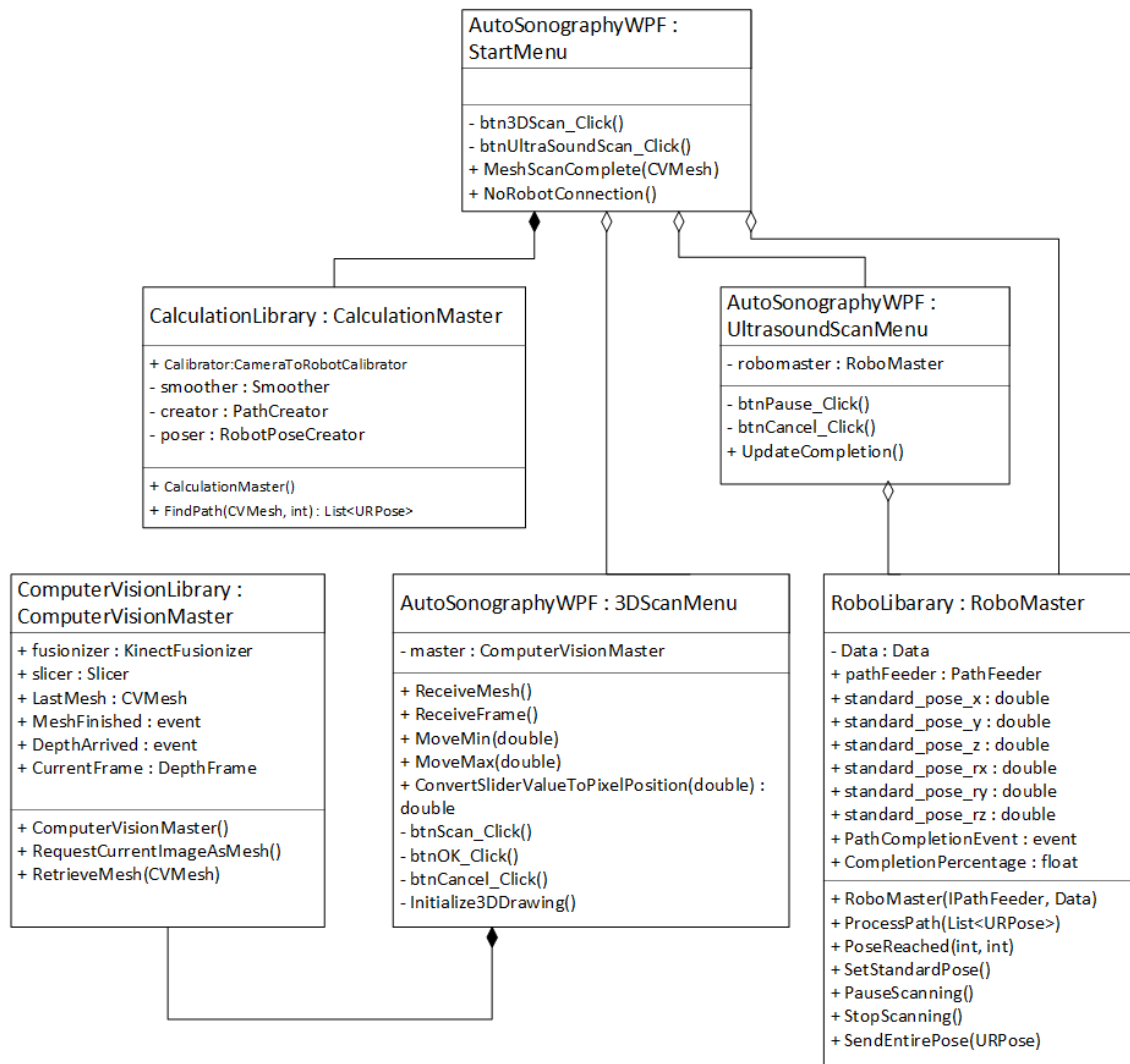 AutoSonographyWPF :
StartMenu
- btn3DScan_Click()
- btnUltraSoundScan_Click()
+ MeshScanComplete(CVMesh)
+ NoRobotConnection()
CalculationLibrary : CalculationMaster
+ Calibrator:CameraToRobotCalibrator
- smoother : Smoother
- creator : PathCreator
- poser : RobotPoseCreator
+ CalculationMaster()
+ FindPath(CVMesh, int) : List<URPose>
AutoSonographyWPF :
UltrasoundScanMenu
- robomaster : RoboMaster
- btnPause_Click()
- btnCancel_Click()
+ UpdateCompletion()
ComputerVisionLibrary :
ComputerVisionMaster
+ fusionizer : KinectFusionizer
+ slicer : Slicer
+ LastMesh : CVMesh
+ MeshFinished : event
+ DepthArrived : event
+ CurrentFrame : DepthFrame
+ ComputerVisionMaster()
+ RequestCurrentImageAsMesh()
+ RetrieveMesh(CVMesh)
AutoSonographyWPF : 3DScanMenu
- master : ComputerVisionMaster
+ ReceiveMesh()
+ ReceiveFrame()
+ MoveMin(double)
+ MoveMax(double)
+ ConvertSliderValueToPixelPosition(double) :
double
- btnScan_Click()
- btnOK_Click()
- btnCancel_Click()
- Initialize3DDrawing()
RoboLibarary : RoboMaster
- Data : Data
+ pathFeeder : PathFeeder
+ standard_pose_x : double
+ standard_pose_y : double
+ standard_pose_z : double
+ standard_pose_rx : double
+ standard_pose_ry : double
+ standard_pose_rz : double
+ PathCompletionEvent : event
+ CompletionPercentage : float
+ RoboMaster(IPathFeeder, Data)
+ ProcessPath(List<URPose>)
+ PoseReached(int, int)
+ SetStandardPose()
+ PauseScanning()
+ StopScanning()
+ SendEntirePose(URPose)